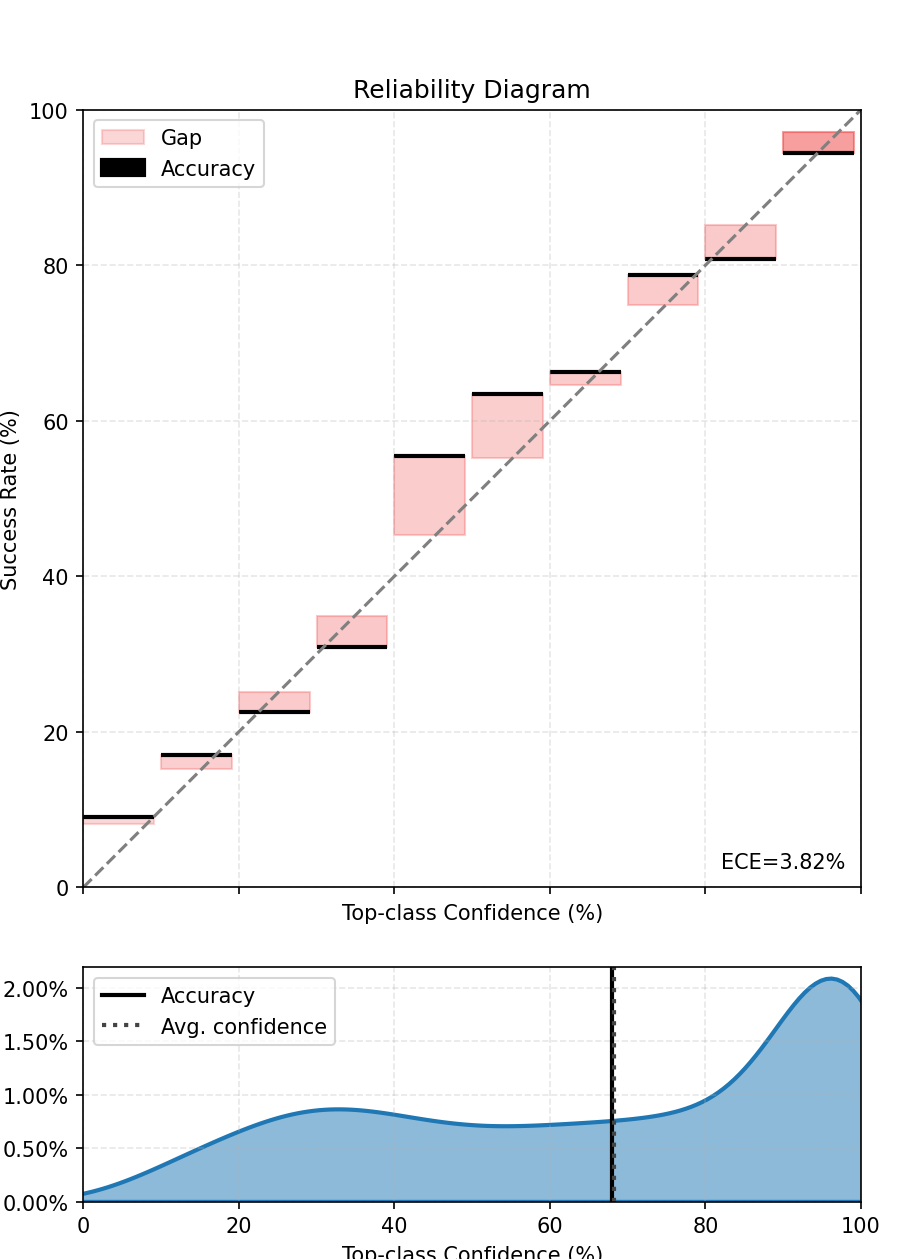 Reliability Diagram
100
80
60
40
20
0
Success Rate (%)
Gap
Accuracy
ECE=3.82%
Top-class Confidence (%)
2.00%
1.50%
1.00%
0.50%
0.00%
Accuracy
Avg. confidence
0 20 40 60 80 100
Top-class Confidence (%)